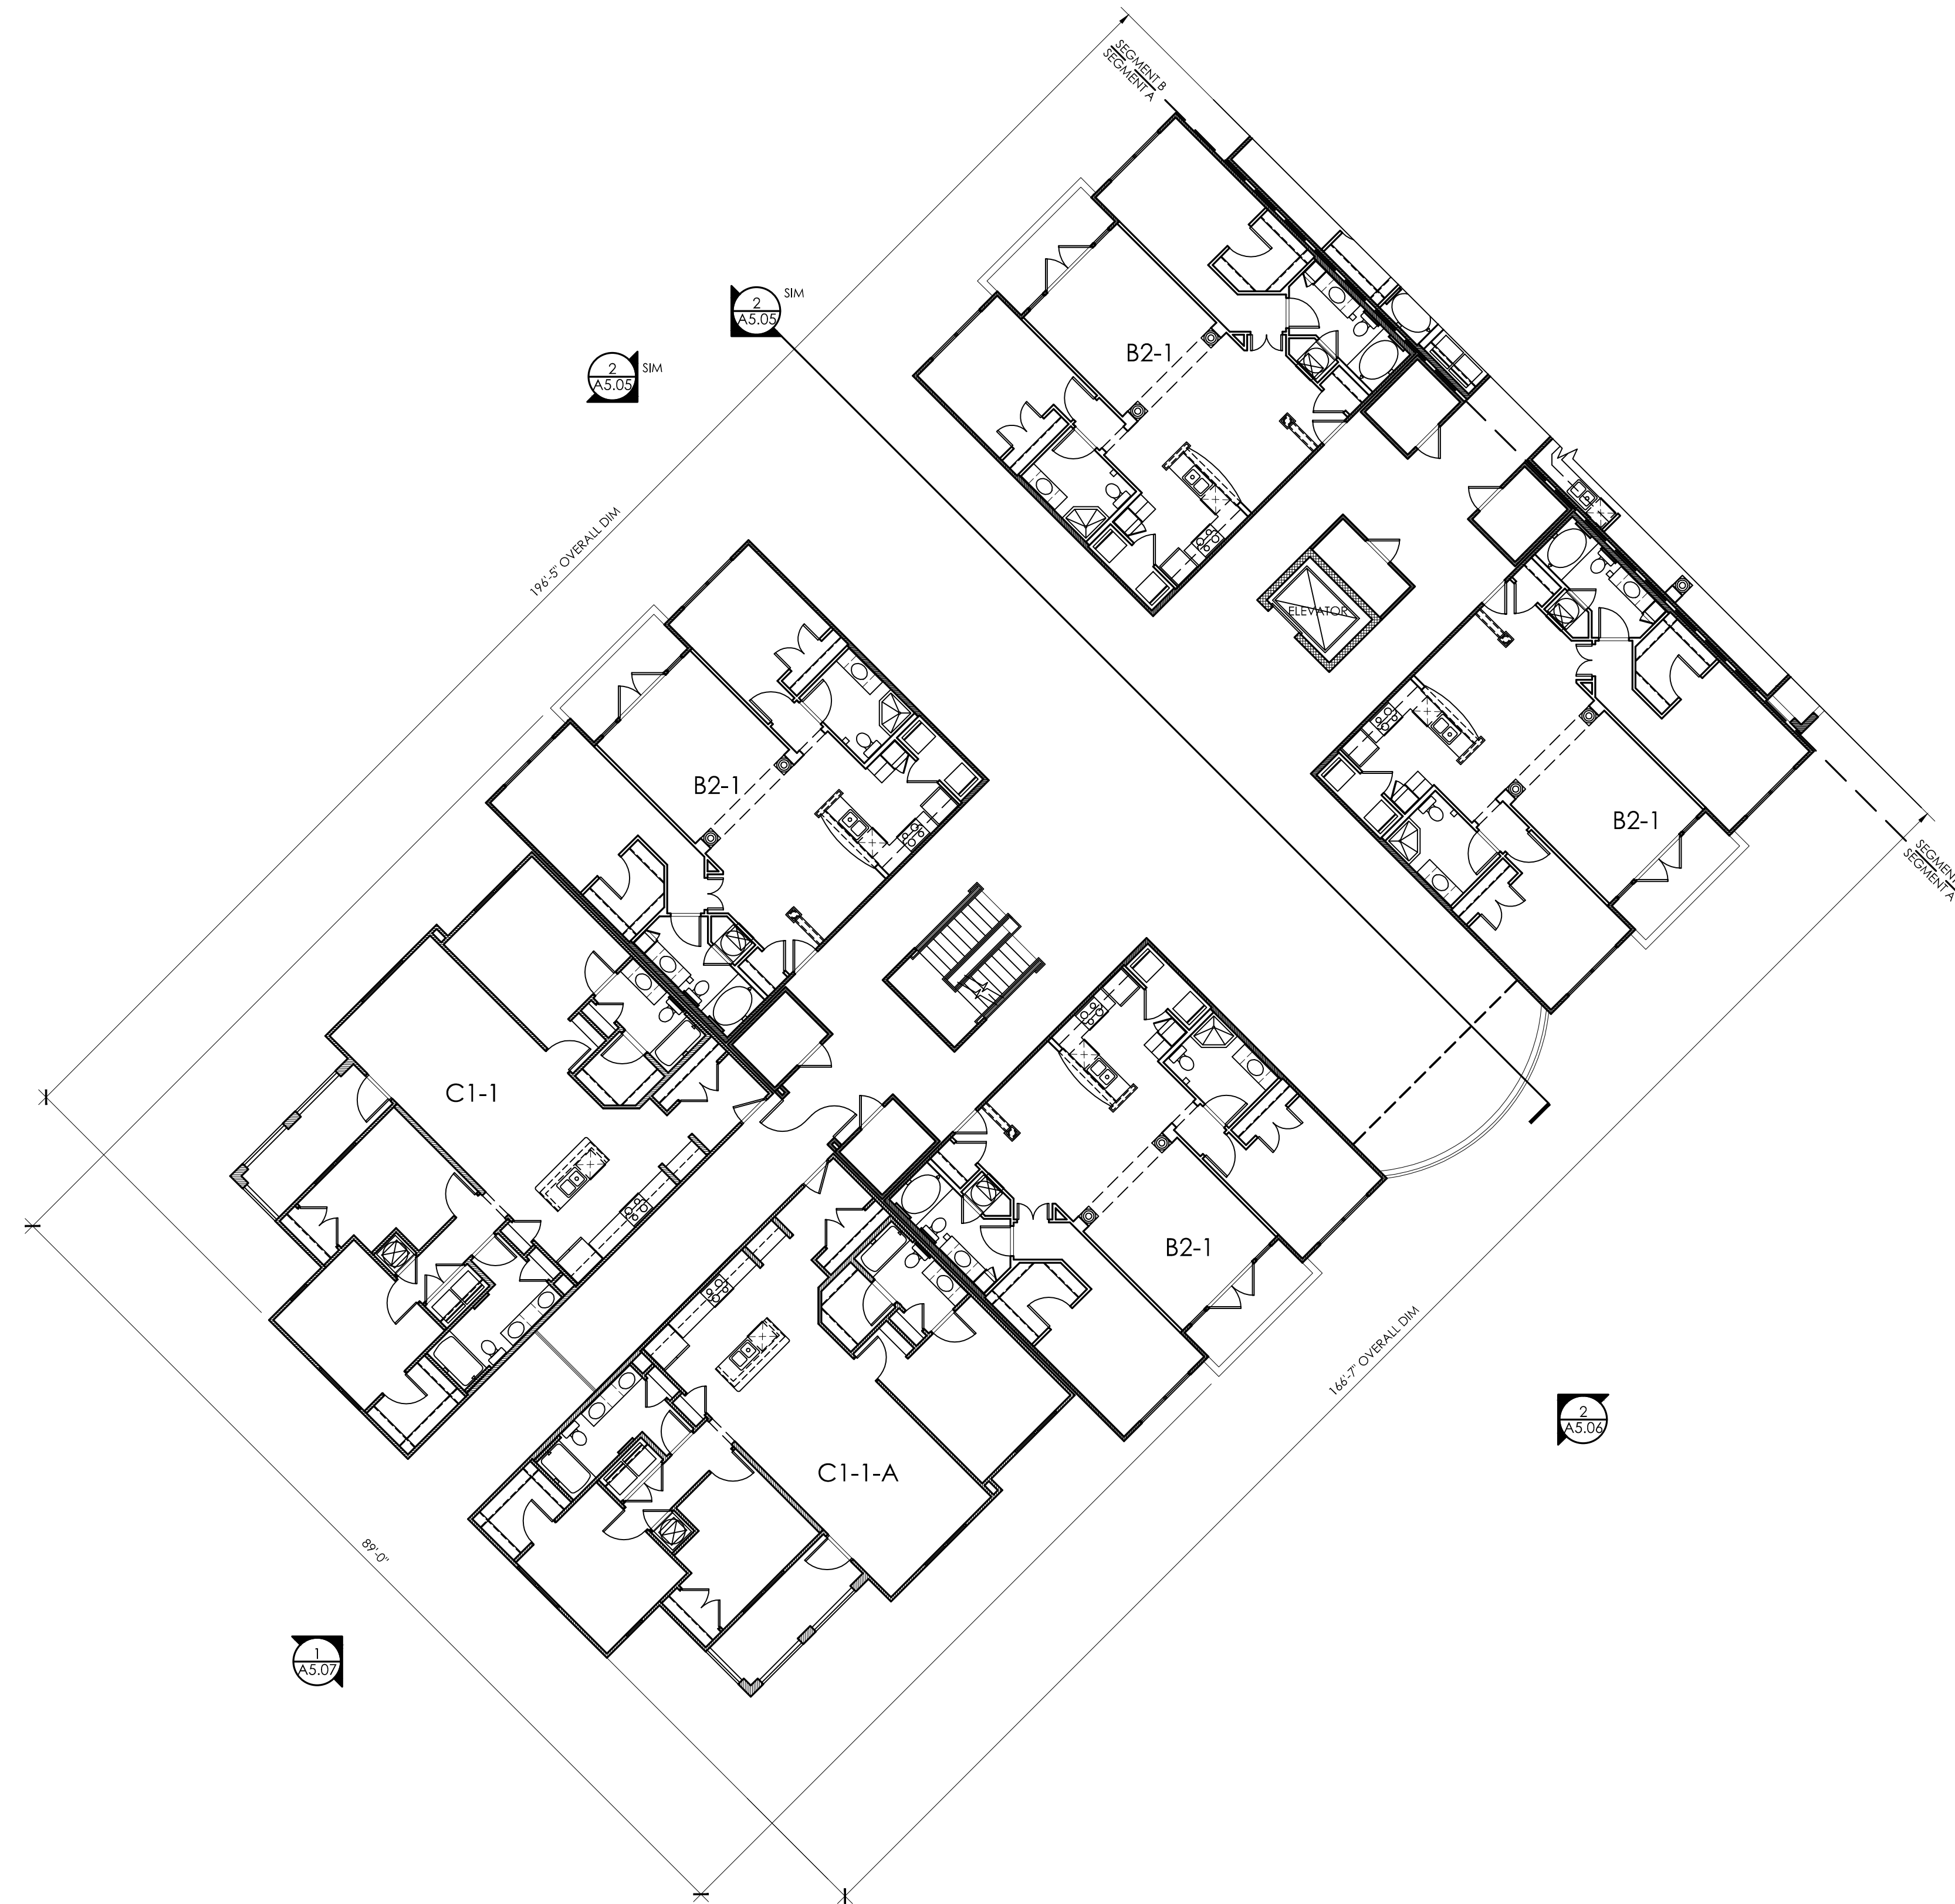 SEGMENT B
SEGMENT A
2
A5.05
SIM
2
A5.05
SIM
B2-1
196'-5" OVERALL DIM
ELEVATOR
B2-1
B2-1
SEGMENT
SEGMENT A
C1-1
B2-1
166'-7" OVERALL DIM
2
A5.06
C1-1-A
89'-0"
1
A5.07